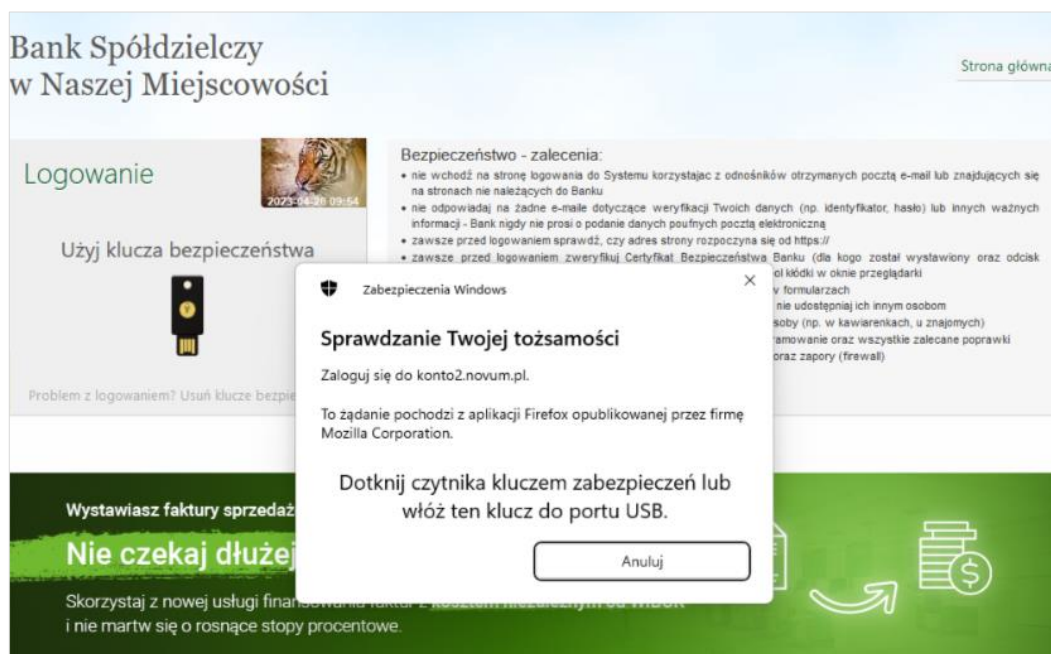 Bank Spółdzielczy
w Naszej Miejscowości
Strona główna
Logowanie
2023-04-28 09:54
Użyj klucza bezpieczeństwa
Problem z logowaniem? Usuń klucze bezpie
Bezpieczeństwo - zalecenia:
• nie wchodź na stronę logowania do Systemu korzystajac z odnośników otrzymanych pocztą e-mail lub znajdujących się
na stronach nie należących do Banku
• nie odpowiadaj na żadne e-maile dotyczące weryfikacji Twoich danych (np. identyfikator, hasło) lub innych ważnych
informacji - Bank nigdy nie prosi o podanie danych poufnych pocztą elektroniczną
• zawsze przed logowaniem sprawdź, czy adres strony rozpoczyna się od https://
• zawsze przed logowaniem zweryfikuj Certyfikat Bezpieczeństwa Banku (dla kogo został wystawiony oraz odcisk
ol kłódki w oknie przeglądarki
w formularzach
nie udostępniaj ich innym osobom
soby (np. w kawiarenkach, u znajomych)
ramowanie oraz wszystkie zalecane poprawki
oraz zapory (firewall)
Zabezpieczenia Windows
Sprawdzanie Twojej tożsamości
Zaloguj się do konto2.novum.pl.
To żądanie pochodzi z aplikacji Firefox opublikowanej przez firmę
Mozilla Corporation.
Dotknij czytnika kluczem zabezpieczeń lub
włóż ten klucz do portu USB.
Anuluj
Wystawiasz faktury sprzedaż
Nie czekaj dłużej
Skorzystaj z nowej usługi finansowania faktur z kosztem niezależnym od WIBOR
i nie martw się o rosnące stopy procentowe.